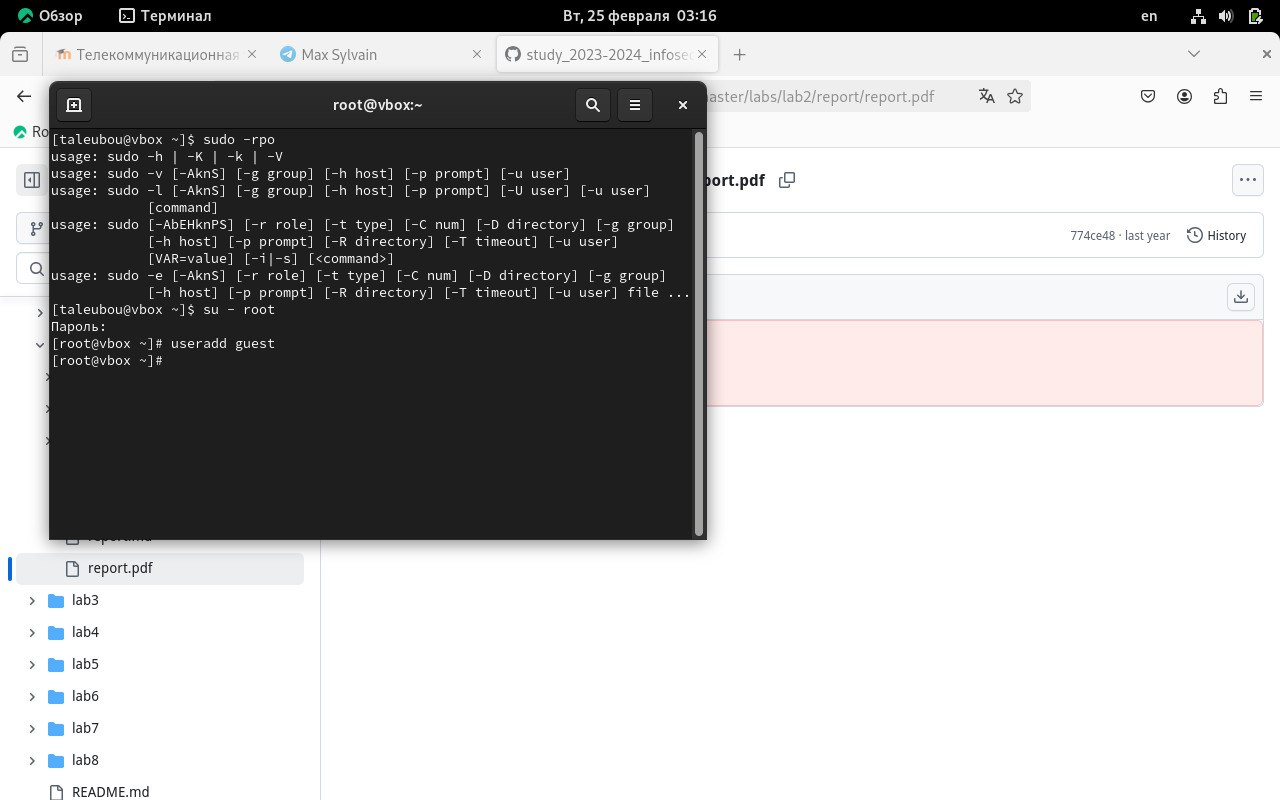 Обзор
Терминал
Вт, 25 февраля 03:16
en
Телекоммуникационная
Max Sylvain
study_2023-2024_infosec
root@vbox:~
aster/labs/lab2/report/report.pdf
Ro
[taleubou@vbox ~]$ sudo -rpo
usage: sudo -h | -K | -k | -V
usage: sudo -v [-AknS] [-g group] [-h host] [-p prompt] [-u user]
usage: sudo -l [-AknS] [-g group] [-h host] [-p prompt] [-U user] [-u user]
[command]
usage: sudo [-AbEHknPS] [-r role] [-t type] [-C num] [-D directory] [-g group]
[-h host] [-p prompt] [-R directory] [-T timeout] [-u user]
[VAR=value] [-i|-s] [<command>]
usage: sudo -e [-AknS] [-r role] [-t type] [-C num] [-D directory] [-g group]
[-h host] [-p prompt] [-R directory] [-T timeout] [-u user] file ...
[taleubou@vbox ~]$ su - root
Пароль:
[root@vbox ~]# useradd guest
[root@vbox ~]#
ort.pdf
774ce48 · last year
History
report.md
report.pdf
lab3
lab4
lab5
lab6
lab7
lab8
README.md